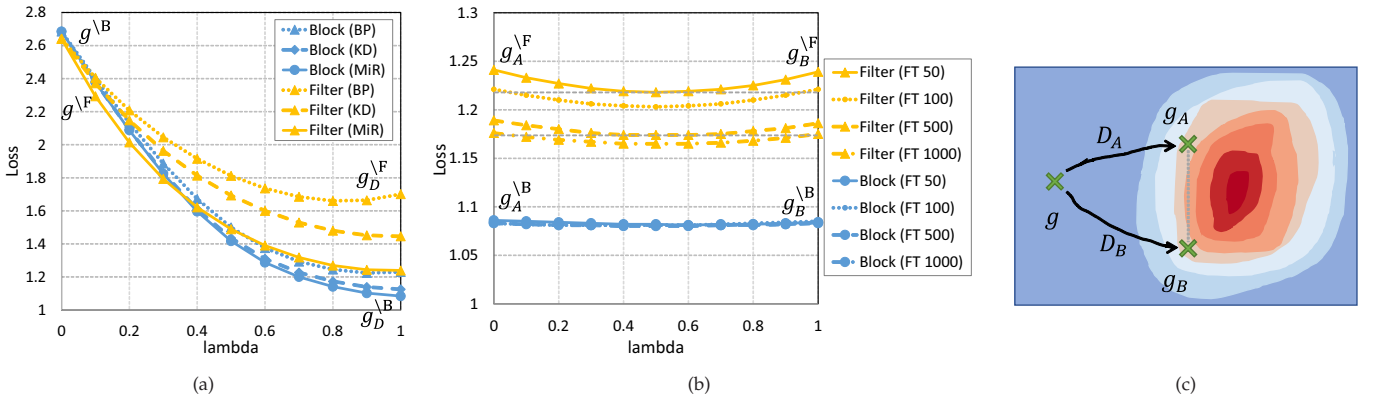 2.8
2.6
2.4
2.2
2
1.8
1.6
1.4
1.2
1
Loss
0
0.2
0.4
0.6
0.8
1
lambda
g^{\B}
g^{\F}
g_D^{\F}
g_D^{\B}
Block (BP)
Block (KD)
Block (MiR)
Filter (BP)
Filter (KD)
Filter (MiR)
(a)
1.3
1.25
1.2
1.15
1.1
1.05
1
Loss
0
0.2
0.4
0.6
0.8
1
lambda
g_A^{\F}
g_B^{\F}
g_A^{\B}
g_B^{\B}
Filter (FT 50)
Filter (FT 100)
Filter (FT 500)
Filter (FT 1000)
Block (FT 50)
Block (FT 100)
Block (FT 500)
Block (FT 1000)
(b)
g_A
D_A
g
D_B
g_B
(c)